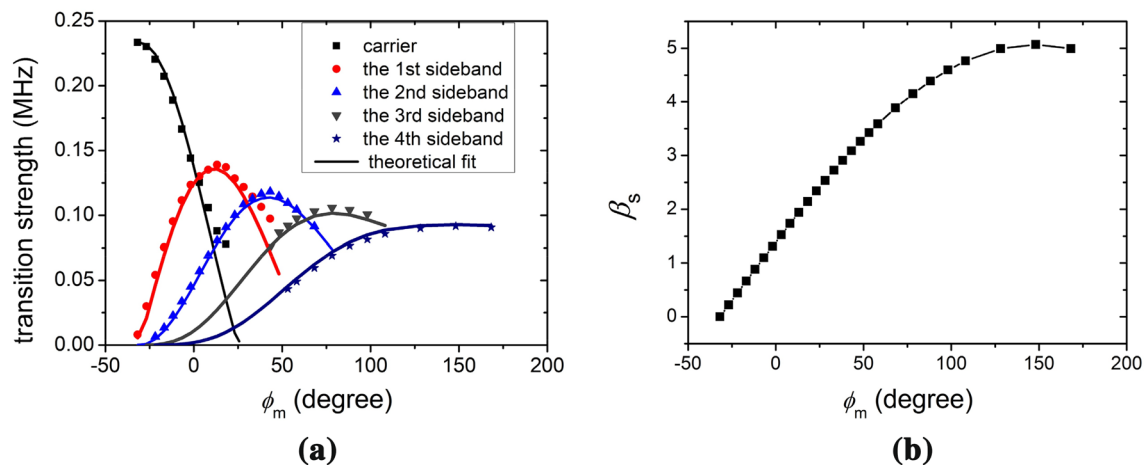 0.25
0.20
0.15
0.10
0.05
0.00
transition strength (MHz)
carrier
the 1st sideband
the 2nd sideband
the 3rd sideband
the 4th sideband
theoretical fit
-50 0 50 100 150 200
ϕm (degree)
(a)
5
4
3
2
1
0
βs
-50 0 50 100 150 200
ϕm (degree)
(b)